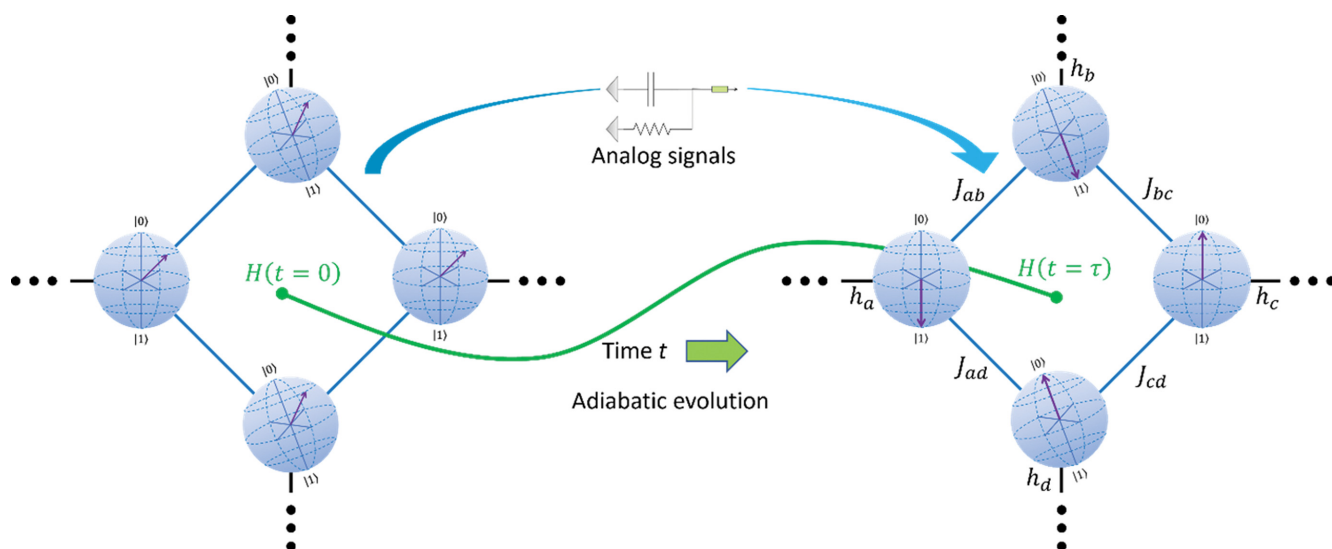 |0⟩
|1⟩
|0⟩
|1⟩
|0⟩
|1⟩
|0⟩
|1⟩
H(t = 0)
Analog signals
Time t
Adiabatic evolution
|0⟩
h_b
|1⟩
J_ab
J_bc
|0⟩
h_a
|1⟩
H(t = τ)
|0⟩
h_c
|1⟩
J_ad
J_cd
|0⟩
h_d
|1⟩